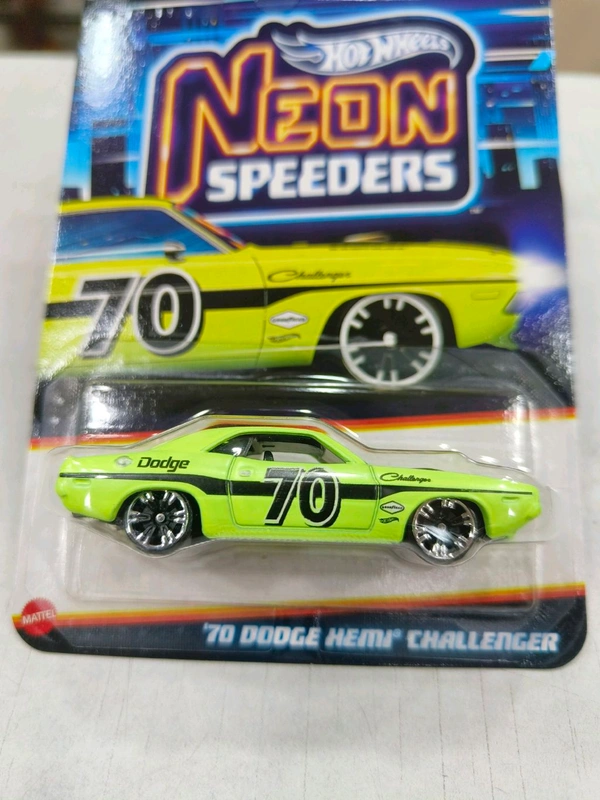 Hot Wheels
NEON
SPEEDERS
Challenger
70
GOODYEAR
Dodge
70
Challenger
MATTEL
'70 DODGE HEMI® CHALLENGER